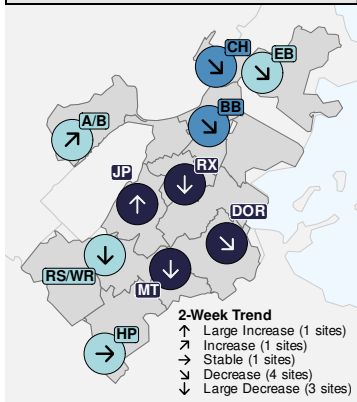 CH
EB
BB
A/B
JP
RX
DOR
RS/WR
MT
HP
2-Week Trend
↑ Large Increase (1 sites)
↗ Increase (1 sites)
→ Stable (1 sites)
↘ Decrease (4 sites)
↓ Large Decrease (3 sites)